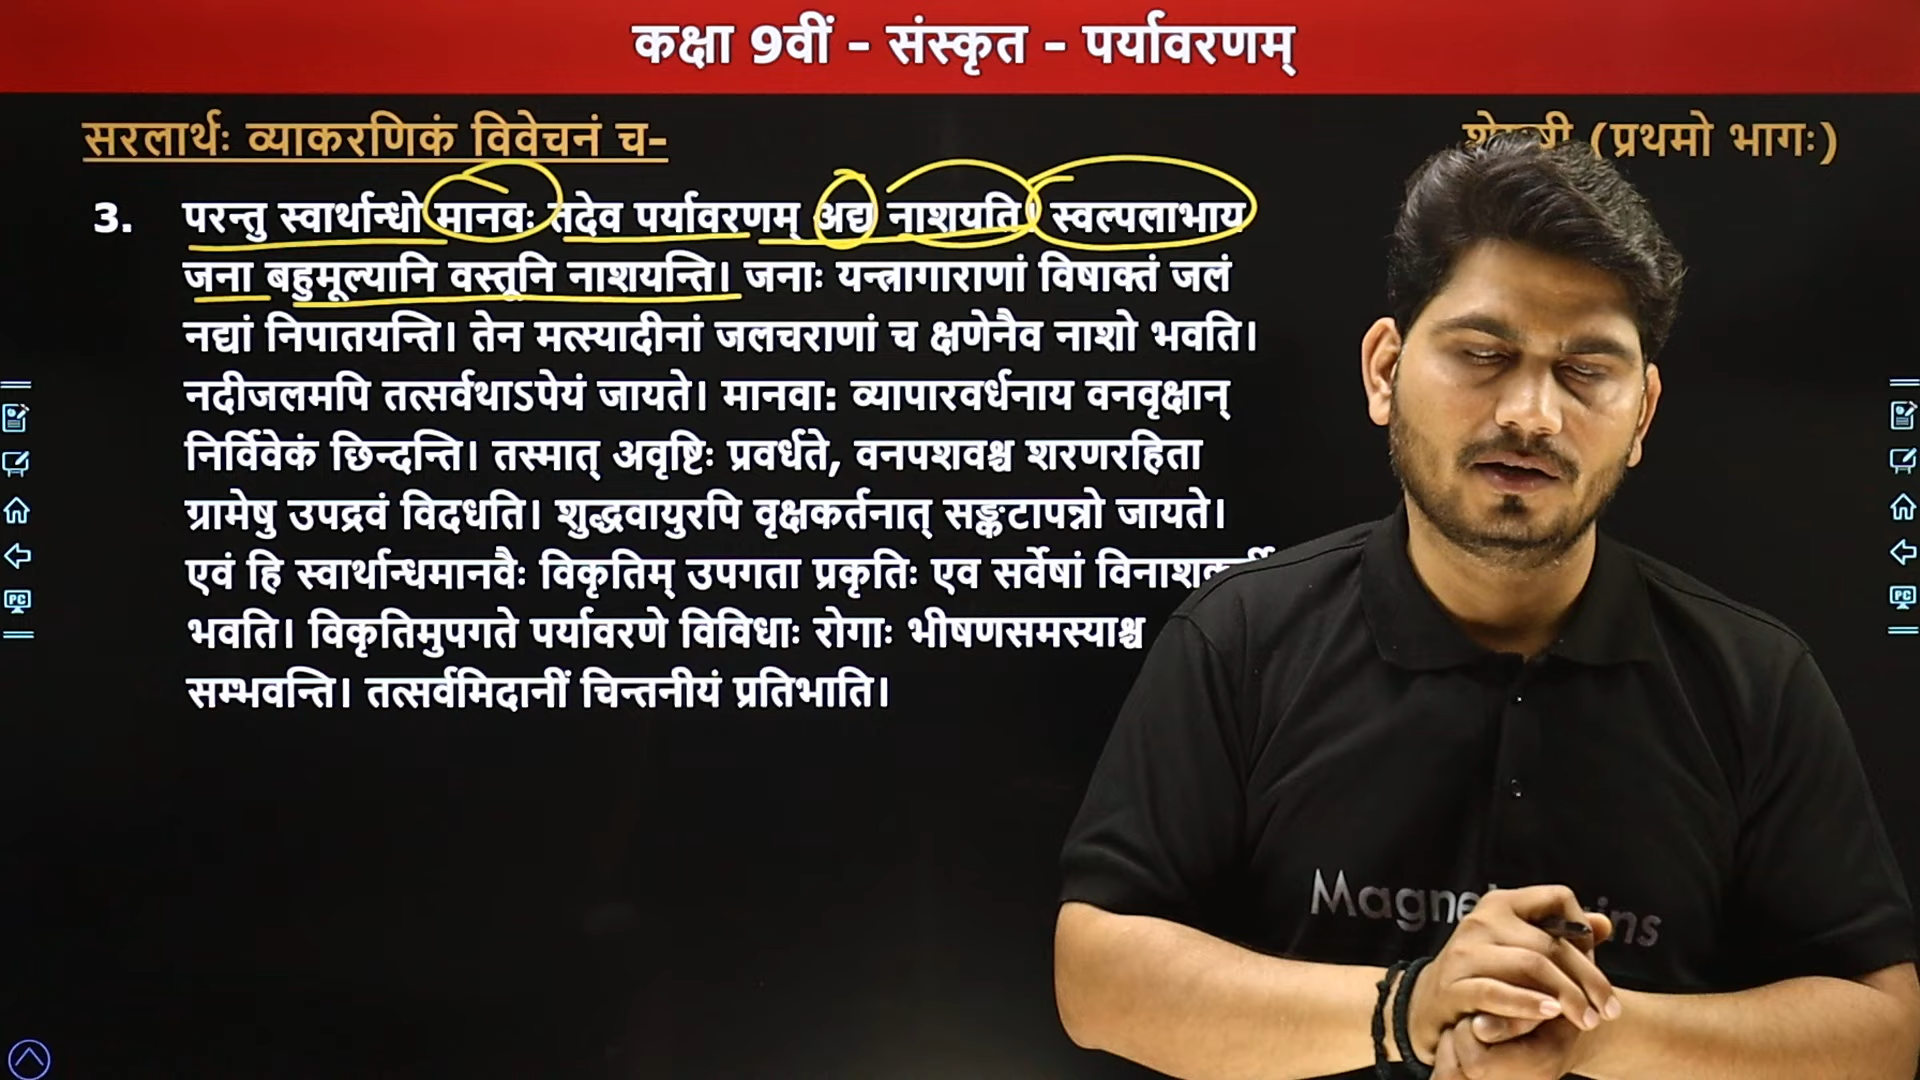 कक्षा 9वीं - संस्कृत - पर्यावरणम्
सरलार्थः व्याकरणिकं विवेचनं च-
(प्रथमो भागः)
3. परन्तु स्वार्थान्धो मानवः तदेव पर्यावरणम् अद्य नाशयति। स्वल्पलाभाय
जना बहुमूल्यानि वस्तूनि नाशयन्ति। जनाः यन्त्रागाराणां विषाक्तं जलं
नद्यां निपातयन्ति। तेन मत्स्यादीनां जलचराणां च क्षणेनैव नाशो भवति।
नदीजलमपि तत्सर्वथाऽपेयं जायते। मानवा: व्यापारवर्धनाय वनवृक्षान्
निर्विवेकं छिन्दन्ति। तस्मात् अवृष्टिः प्रवर्धते, वनपशवश्च शरणरहिता
ग्रामेषु उपद्रवं विदधति। शुद्धवायुरपि वृक्षकर्तनात् सङ्कटापन्नो जायते।
एवं हि स्वार्थान्धमानवैः विकृतिम् उपगता प्रकृतिः एव सर्वेषां
भवति। विकृतिमुपगते पर्यावरणे विविधाः रोगाः भीषणसमस्याश्च
सम्भवन्ति। तत्सर्वमिदानीं चिन्तनीयं प्रतिभाति।
PC
PC